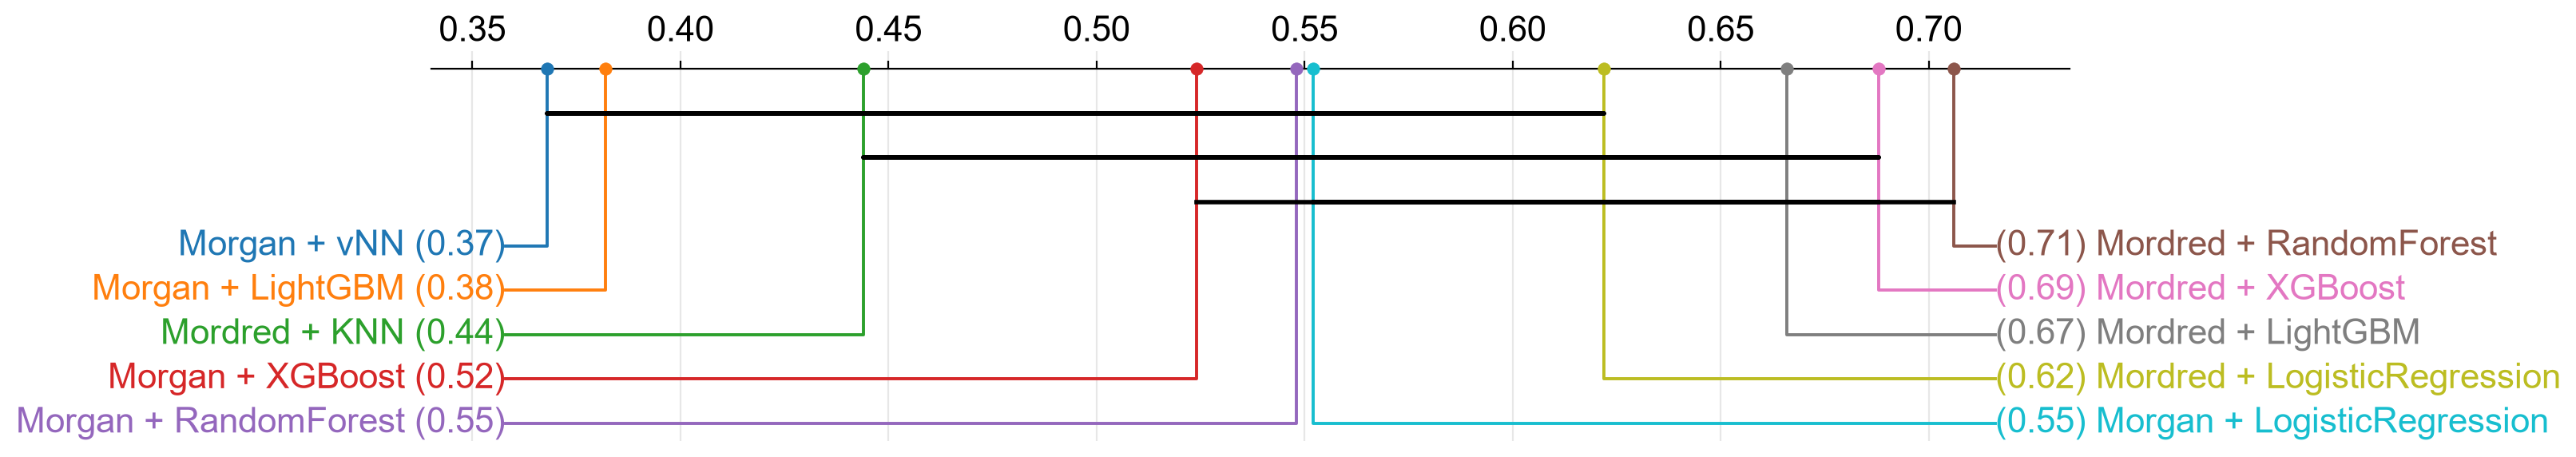 0.35 0.40 0.45 0.50 0.55 0.60 0.65 0.70
Morgan + vNN (0.37)
Morgan + LightGBM (0.38)
Mordred + KNN (0.44)
Morgan + XGBoost (0.52)
Morgan + RandomForest (0.55)
(0.71) Mordred + RandomForest
(0.69) Mordred + XGBoost
(0.67) Mordred + LightGBM
(0.62) Mordred + LogisticRegression
(0.55) Morgan + LogisticRegression